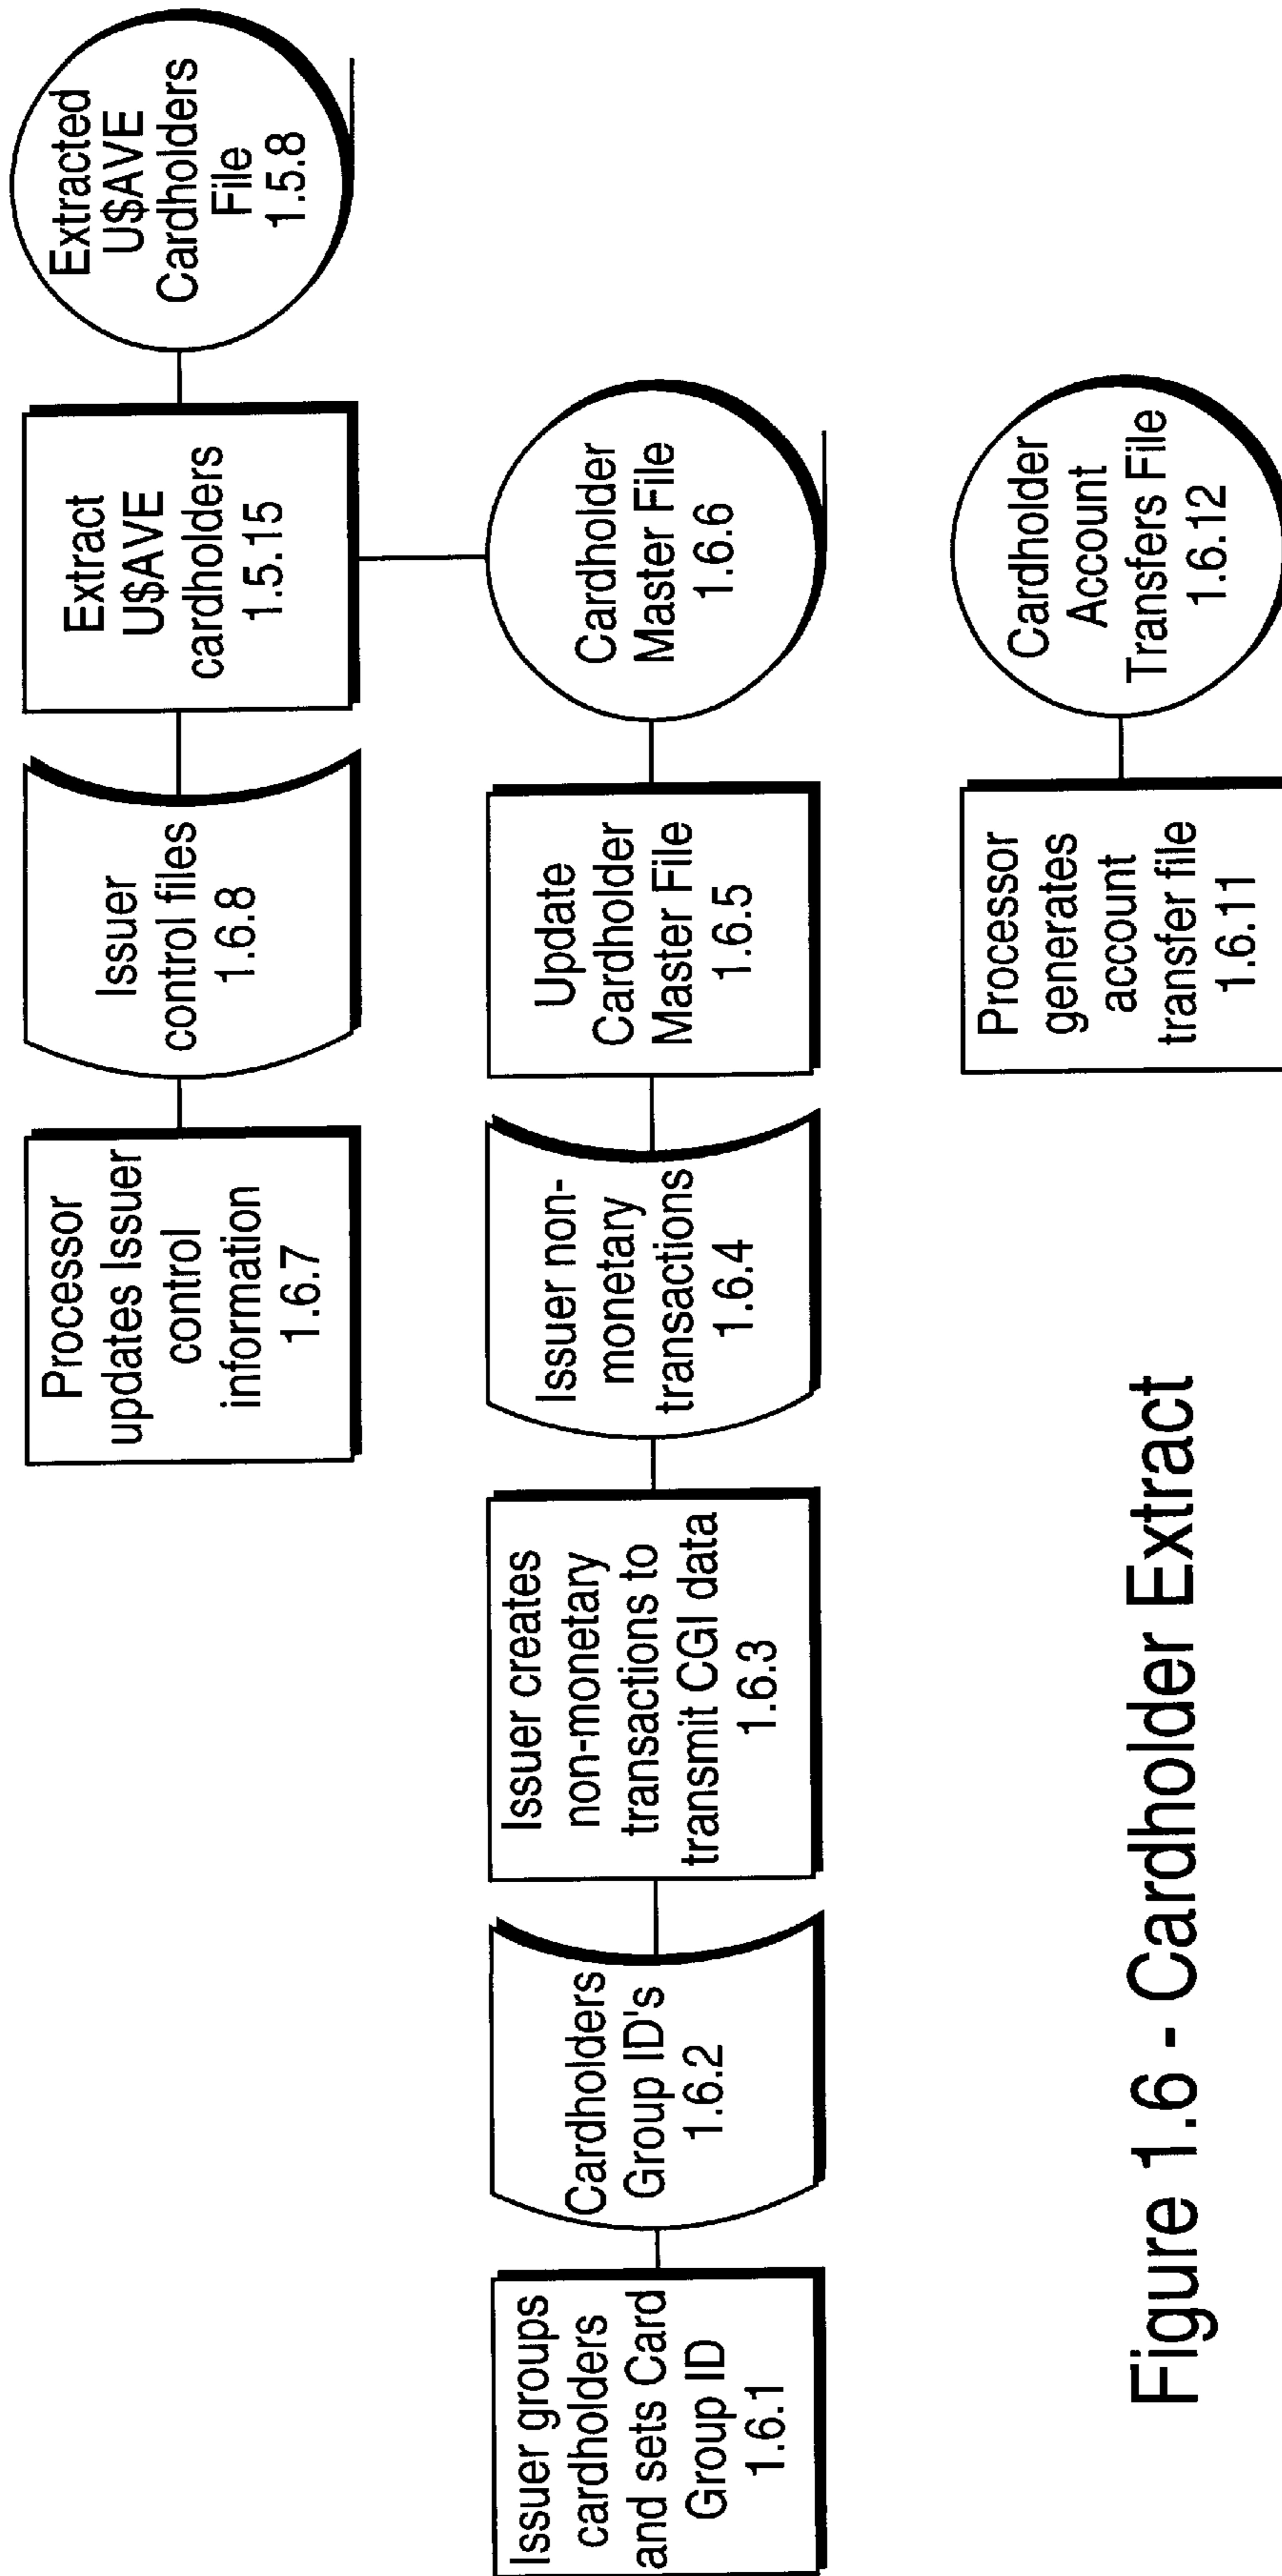 Processor
updates Issuer
control
information
1.6.7
Issuer
control files
1.6.8
Extract
U$AVE
cardholders
1.5.15
Extracted
U$AVE
Cardholders
File
1.5.8
Issuer groups
cardholders
and sets Card
Group ID
1.6.1
Cardholders
Group ID's
1.6.2
Issuer creates
non-monetary
transactions to
transmit CGI data
1.6.3
Issuer non-
monetary
transactions
1.6.4
Update
Cardholder
Master File
1.6.5
Cardholder
Master File
1.6.6
Processor
generates
account
transfer file
1.6.11
Cardholder
Account
Transfers File
1.6.12
Figure 1.6 - Cardholder Extract